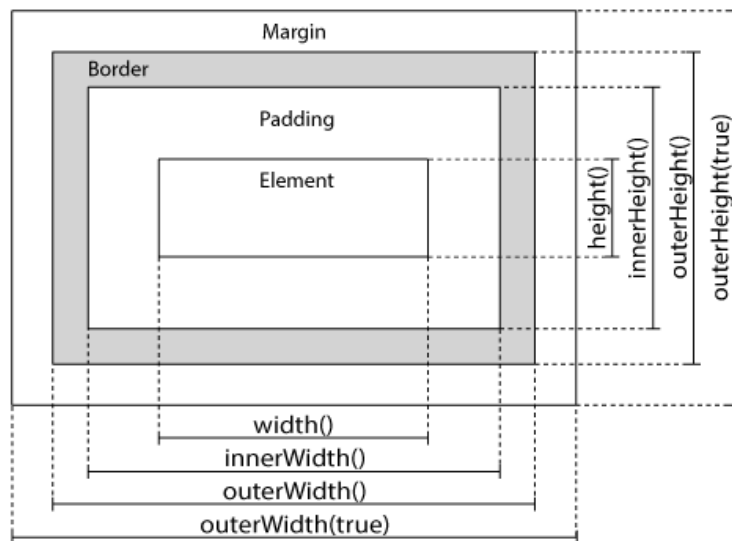 Margin
Border
Padding
Element
height()
innerHeight()
outerHeight()
outerHeight(true)
width()
innerWidth()
outerWidth()
outerWidth(true)